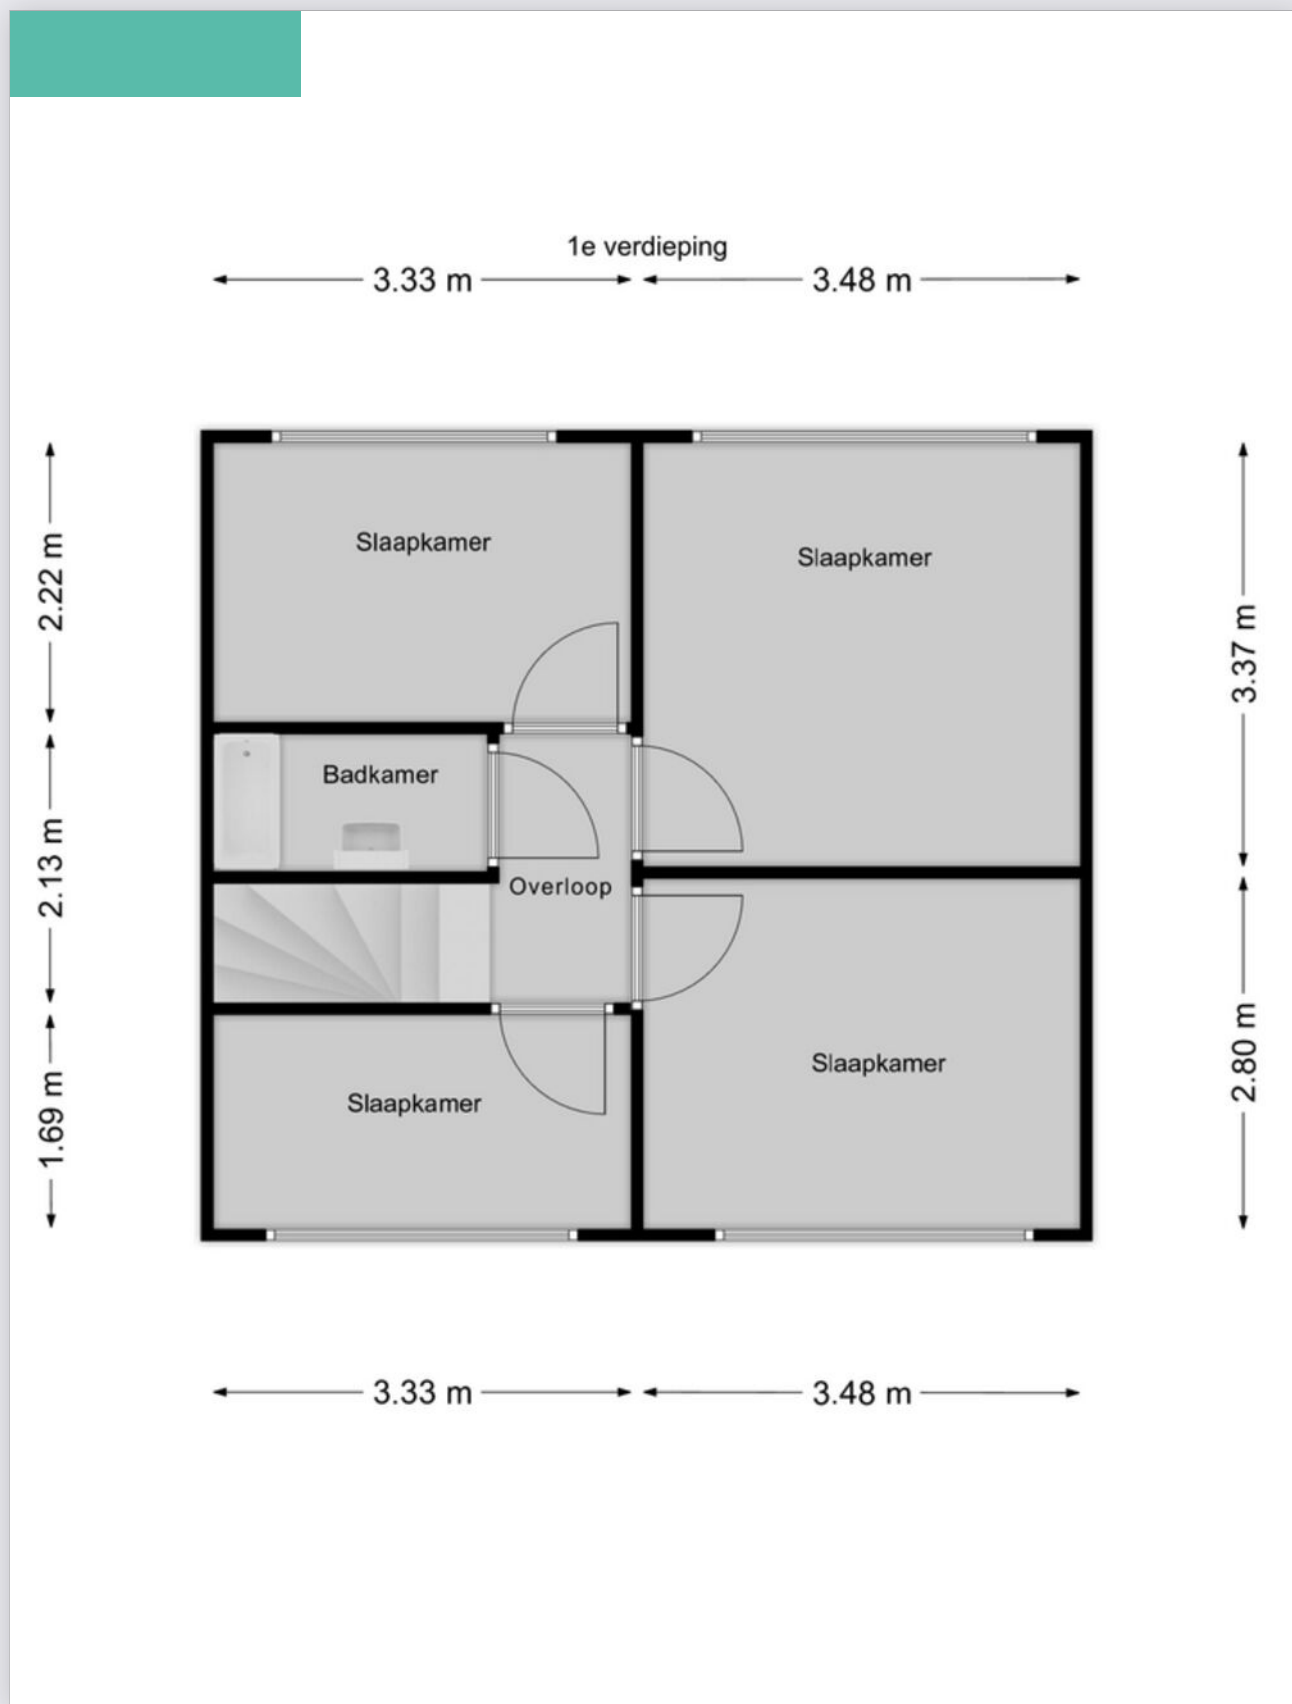 1e verdieping
3.33 m
3.48 m
2.22 m
2.13 m
1.69 m
Slaapkamer
Slaapkamer
Badkamer
Overloop
Slaapkamer
Slaapkamer
3.37 m
2.80 m
3.33 m
3.48 m